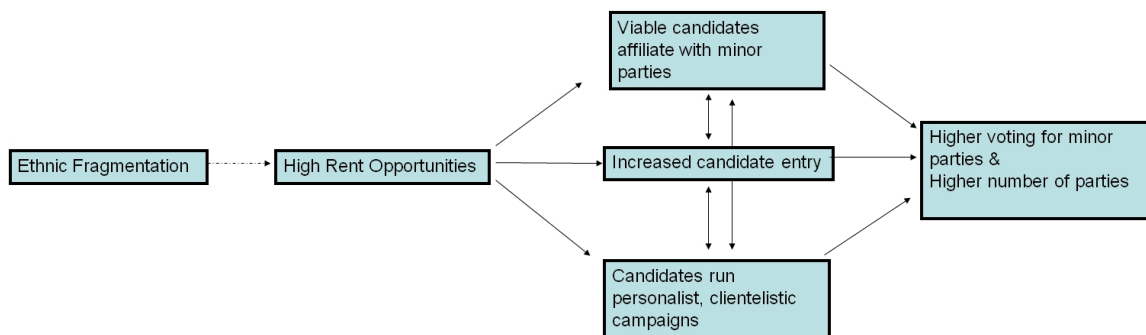 Viable candidates
affiliate with minor
parties
Ethnic Fragmentation
High Rent Opportunities
Increased candidate entry
Higher voting for minor
parties &
Higher number of parties
Candidates run
personalist, clientelistic
campaigns